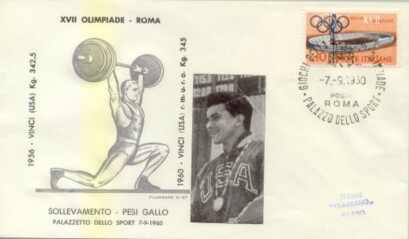 XVII OLIMPIADE - ROMA
1956 - VINCI (USA) Kg. 342,5
1960 - VINCI (USA) r.m.u.r.o. Kg. 345
USA
SOLLEVAMENTO - PESI GALLO
PALAZZETTO DELLO SPORT 7-9-1960
XVII
10
POSTE ITALIANE
-7.-9.1960
ROMA
PALAZZO DELLO SPORT